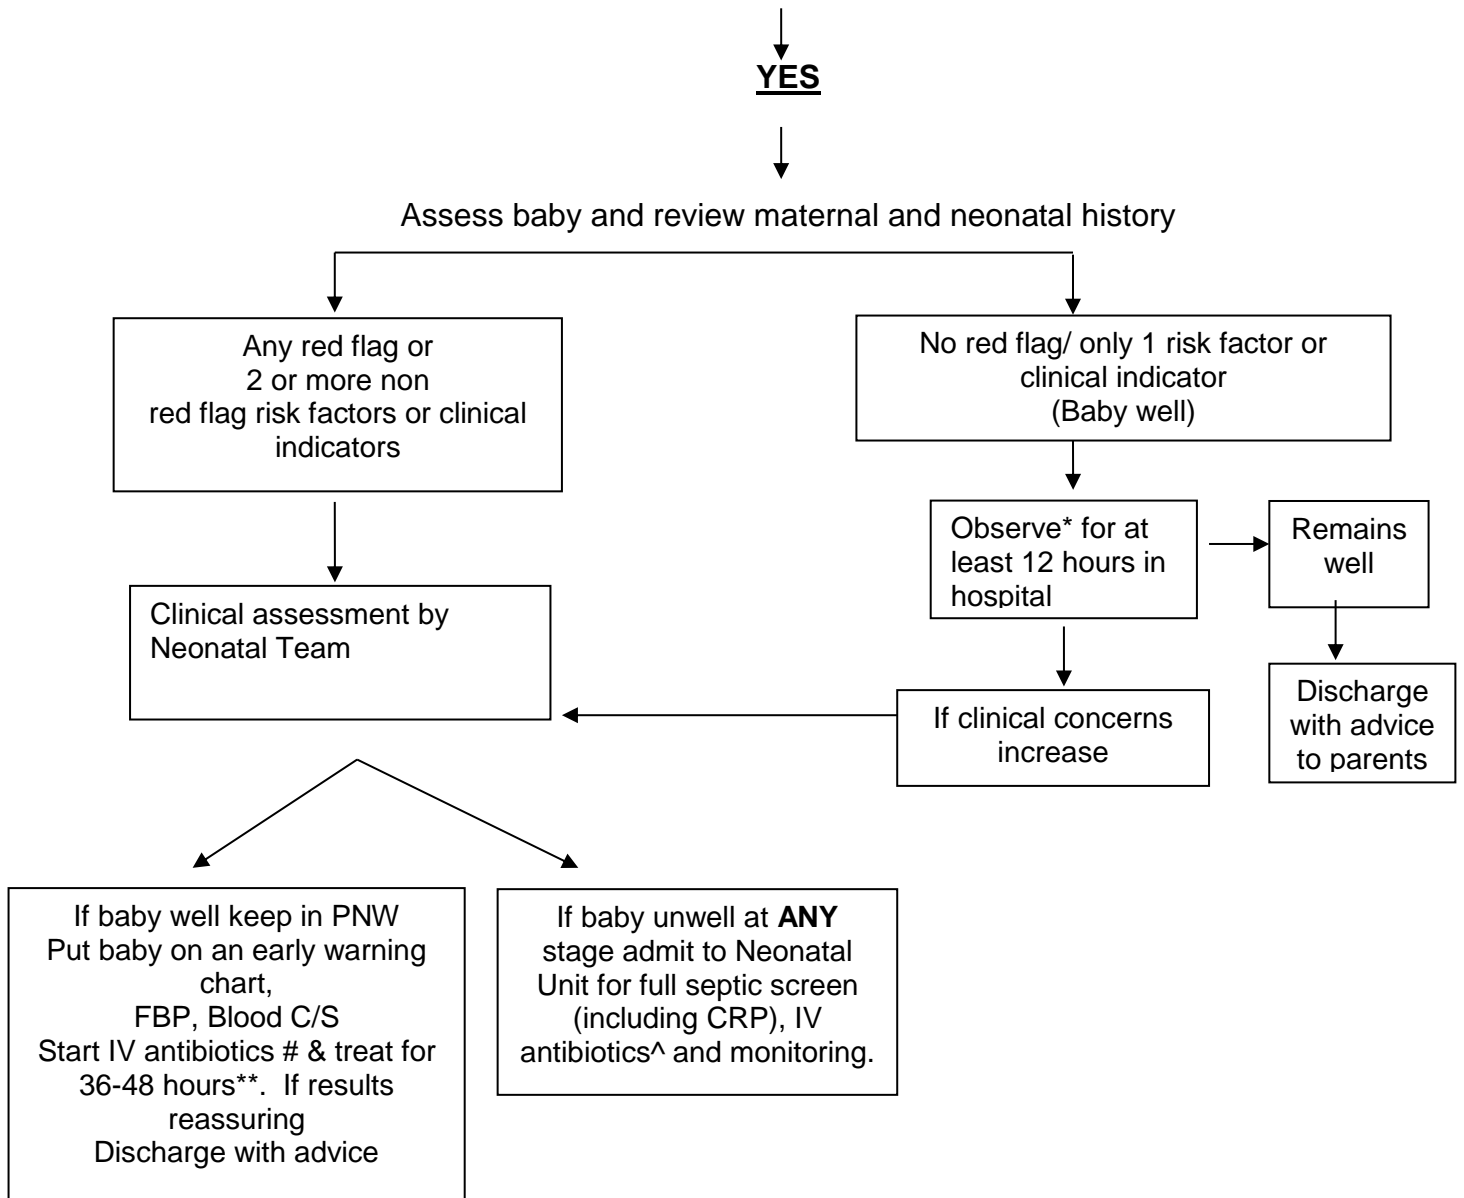 YES
Assess baby and review maternal and neonatal history
Any red flag or
2 or more non
red flag risk factors or clinical
indicators
No red flag/ only 1 risk factor or
clinical indicator
(Baby well)
Observe* for at
least 12 hours in
hospital
Remains
well
Clinical assessment by
Neonatal Team
If clinical concerns
increase
Discharge
with advice
to parents
If baby well keep in PNW
Put baby on an early warning
chart,
FBP, Blood C/S
Start IV antibiotics # & treat for
36-48 hours**.  If results
reassuring
Discharge with advice
If baby unwell at ANY
stage admit to Neonatal
Unit for full septic screen
(including CRP), IV
antibiotics^ and monitoring.